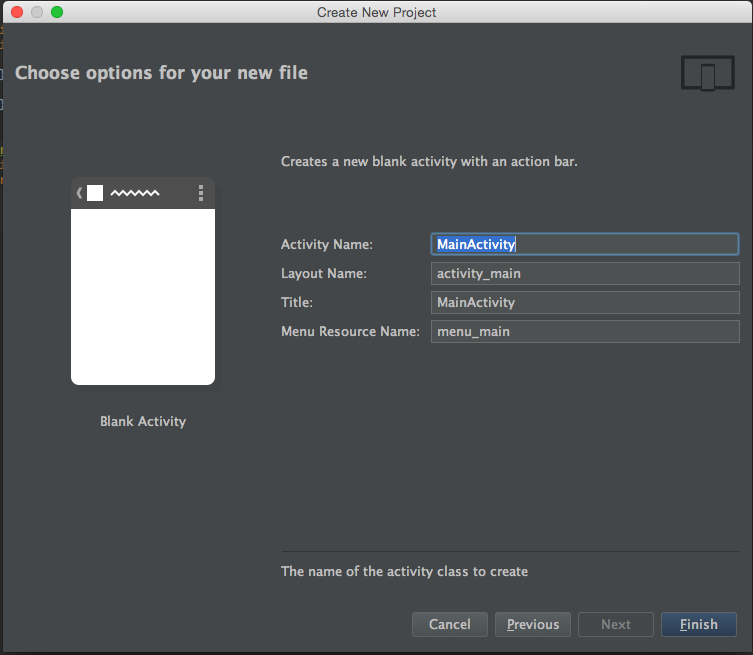 Create New Project
Choose options for your new file
Creates a new blank activity with an action bar.
Activity Name: MainActivity
Layout Name: activity_main
Title: MainActivity
Menu Resource Name: menu_main
Blank Activity
The name of the activity class to create
Cancel Previous Next Finish